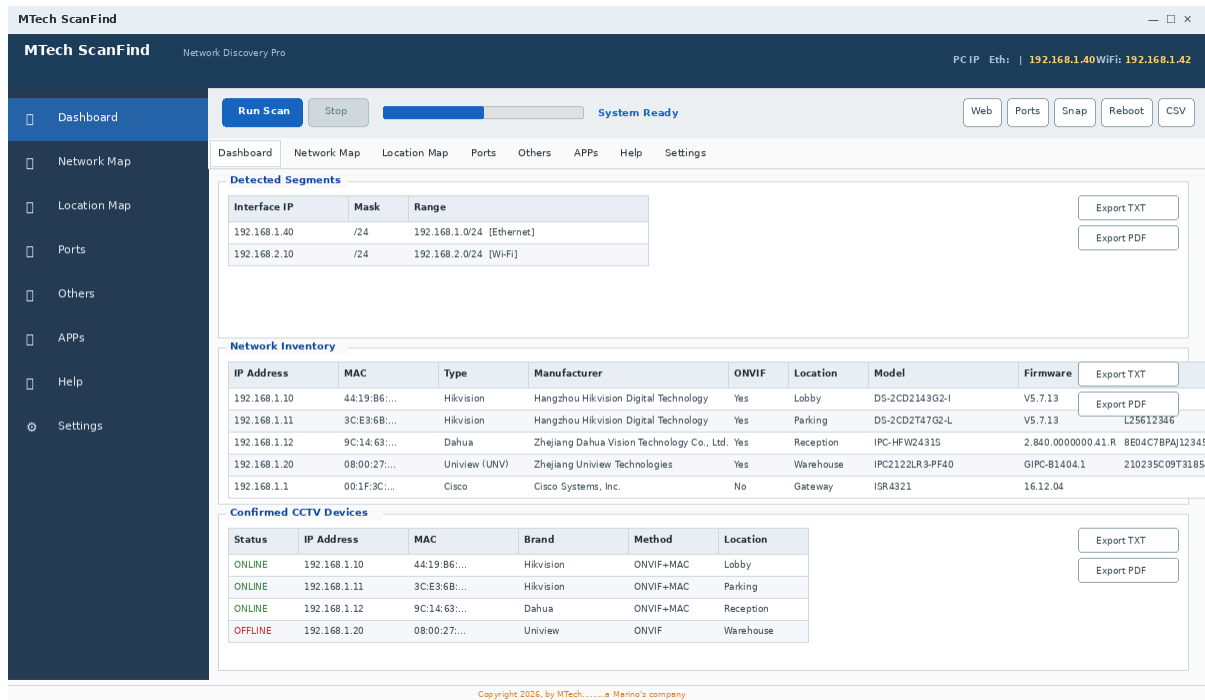 MTech ScanFind
MTech ScanFind Network Discovery Pro PC IP Eth: | 192.168.1.40WiFi: 192.168.1.42
Dashboard
Network Map
Location Map
Ports
Others
APPs
Help
Settings
Run Scan Stop System Ready Web Ports Snap Reboot CSV
Dashboard Network Map Location Map Ports Others APPs Help Settings
Detected Segments
Interface IP Mask Range
192.168.1.40 /24 192.168.1.0/24 [Ethernet]
192.168.2.10 /24 192.168.2.0/24 [Wi-Fi]
Export TXT
Export PDF
Network Inventory
IP Address MAC Type Manufacturer ONVIF Location Model Firmware
192.168.1.10 44:19:B6:... Hikvision Hangzhou Hikvision Digital Technology Yes Lobby DS-2CD2143G2-I V5.7.13
192.168.1.11 3C:E3:6B:... Hikvision Hangzhou Hikvision Digital Technology Yes Parking DS-2CD2T47G2-L V5.7.13 L25612346
192.168.1.12 9C:14:63:... Dahua Zhejiang Dahua Vision Technology Co., Ltd. Yes Reception IPC-HFW2431S 2.840.0000000.41.R 8E04C7BPAJ12345
192.168.1.20 08:00:27:... Uniview (UNV) Zhejiang Uniview Technologies Yes Warehouse IPC2122LR3-PF40 GIPC-B1404.1 210235C09T3185
192.168.1.1 00:1F:3C:... Cisco Cisco Systems, Inc. No Gateway ISR4321 16.12.04
Export TXT
Export PDF
Confirmed CCTV Devices
Status IP Address MAC Brand Method Location
ONLINE 192.168.1.10 44:19:B6:... Hikvision ONVIF+MAC Lobby
ONLINE 192.168.1.11 3C:E3:6B:... Hikvision ONVIF+MAC Parking
ONLINE 192.168.1.12 9C:14:63:... Dahua ONVIF+MAC Reception
OFFLINE 192.168.1.20 08:00:27:... Uniview ONVIF Warehouse
Export TXT
Export PDF
Copyright 2026, by MTech........a Marino's company